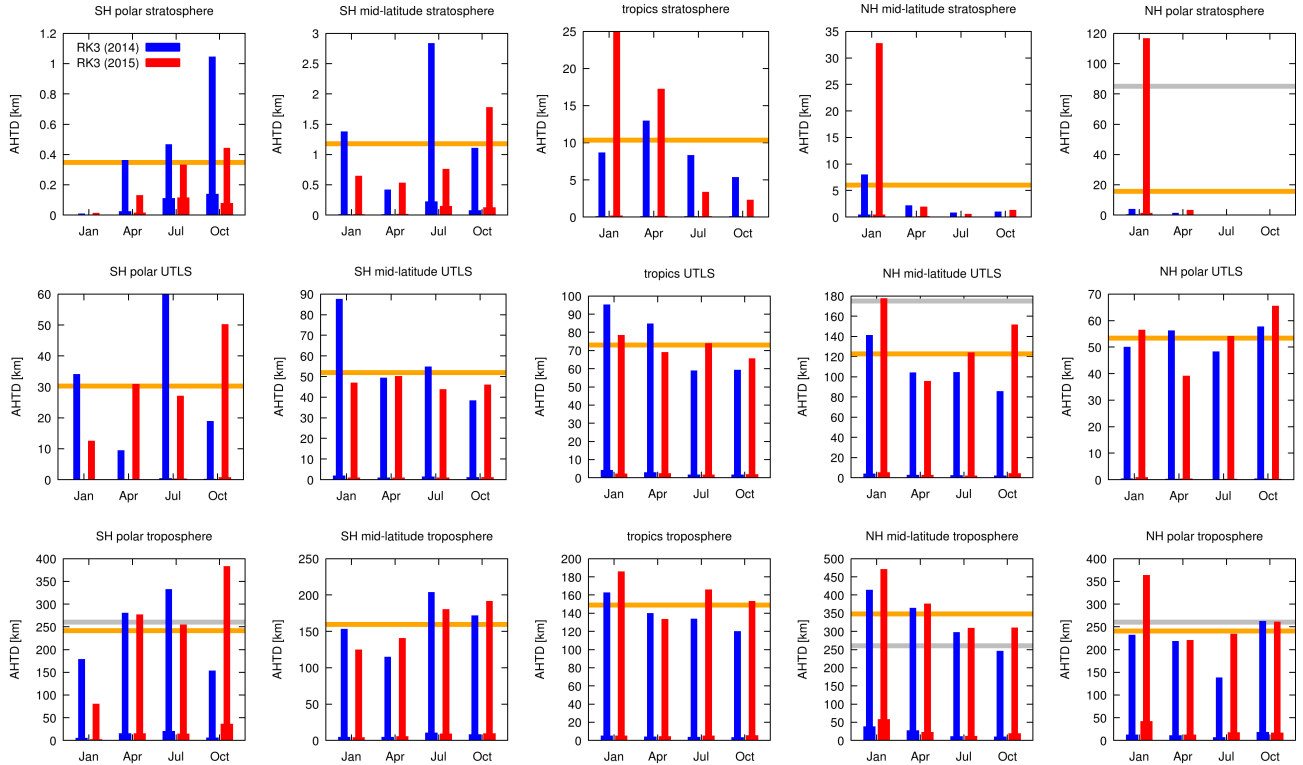 SH polar stratosphere
AHTD [km]
1.2
1
0.8
0.6
0.4
0.2
0
RK3 (2014)
RK3 (2015)
Jan Apr Jul Oct
SH mid-latitude stratosphere
AHTD [km]
3
2.5
2
1.5
1
0.5
0
Jan Apr Jul Oct
tropics stratosphere
AHTD [km]
25
20
15
10
5
0
Jan Apr Jul Oct
NH mid-latitude stratosphere
AHTD [km]
35
30
25
20
15
10
5
0
Jan Apr Jul Oct
NH polar stratosphere
AHTD [km]
120
100
80
60
40
20
0
Jan Apr Jul Oct
SH polar UTLS
AHTD [km]
60
50
40
30
20
10
0
Jan Apr Jul Oct
SH mid-latitude UTLS
AHTD [km]
90
80
70
60
50
40
30
20
10
0
Jan Apr Jul Oct
tropics UTLS
AHTD [km]
100
90
80
70
60
50
40
30
20
10
0
Jan Apr Jul Oct
NH mid-latitude UTLS
AHTD [km]
180
160
140
120
100
80
60
40
20
0
Jan Apr Jul Oct
NH polar UTLS
AHTD [km]
70
60
50
40
30
20
10
0
Jan Apr Jul Oct
SH polar troposphere
AHTD [km]
400
350
300
250
200
150
100
50
0
Jan Apr Jul Oct
SH mid-latitude troposphere
AHTD [km]
250
200
150
100
50
0
Jan Apr Jul Oct
tropics troposphere
AHTD [km]
200
180
160
140
120
100
80
60
40
20
0
Jan Apr Jul Oct
NH mid-latitude troposphere
AHTD [km]
500
450
400
350
300
250
200
150
100
50
0
Jan Apr Jul Oct
NH polar troposphere
AHTD [km]
400
350
300
250
200
150
100
50
0
Jan Apr Jul Oct